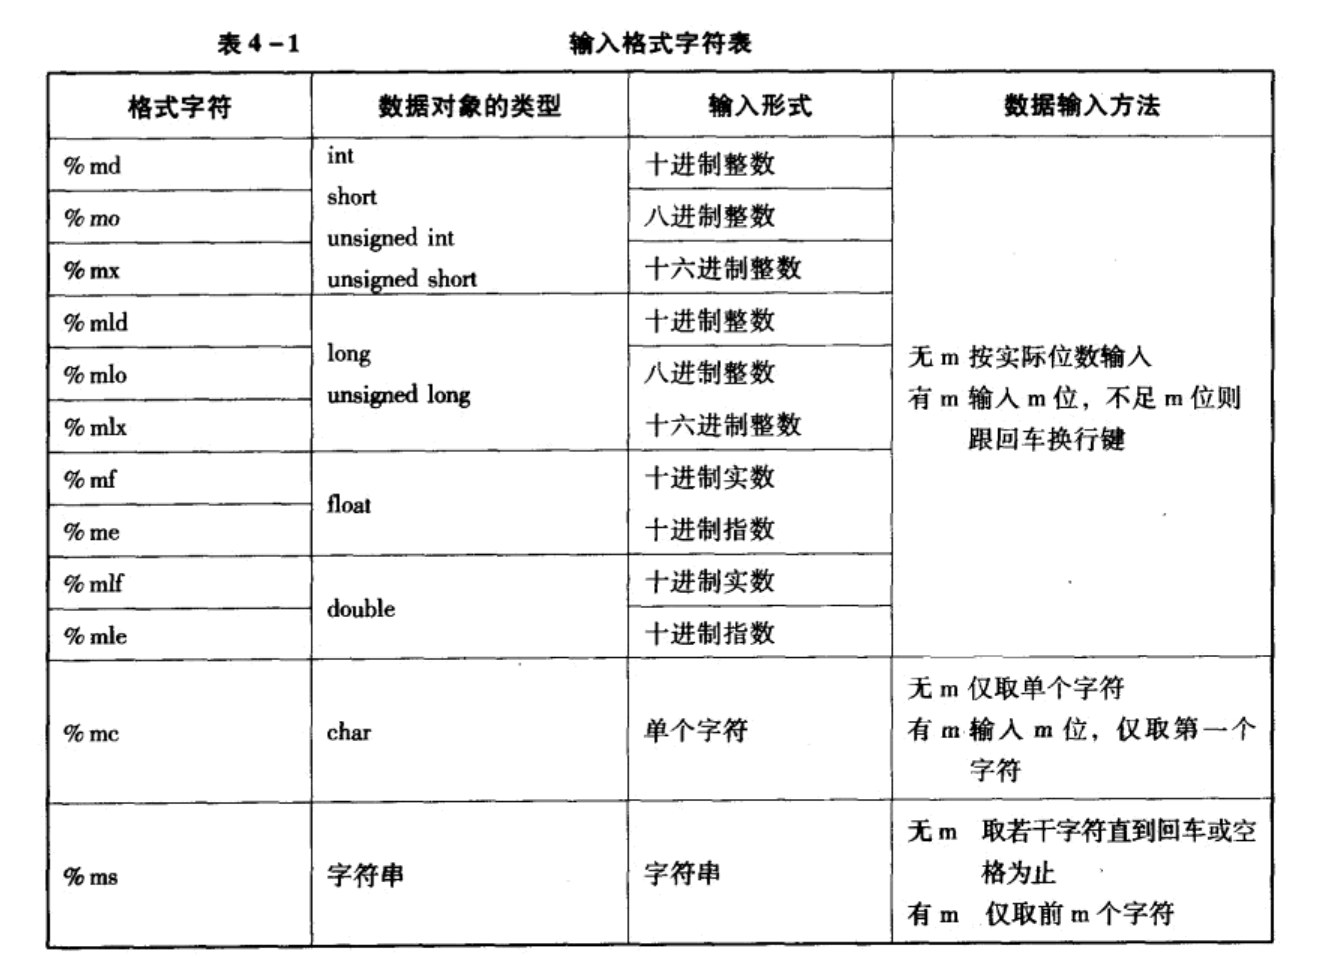 表 4-1 输入格式字符表
格式字符 数据对象的类型 输入形式 数据输入方法
% md int 十进制整数
% mo short 八进制整数
unsigned int
% mx unsigned short 十六进制整数
% mld 十进制整数
% mlo long 八进制整数
unsigned long
% mlx 十六进制整数
无 m 按实际位数输入
有 m 输入 m 位，不足 m 位则
跟回车换行键
% mf 十进制实数
float
% me 十进制指数
% mlf 十进制实数
double
% mle 十进制指数
% mc char 单个字符
无 m 仅取单个字符
有 m 输入 m 位，仅取第一个
字符
% ms 字符串 字符串
无 m 取若干字符直到回车或空
格为止
有 m 仅取前 m 个字符